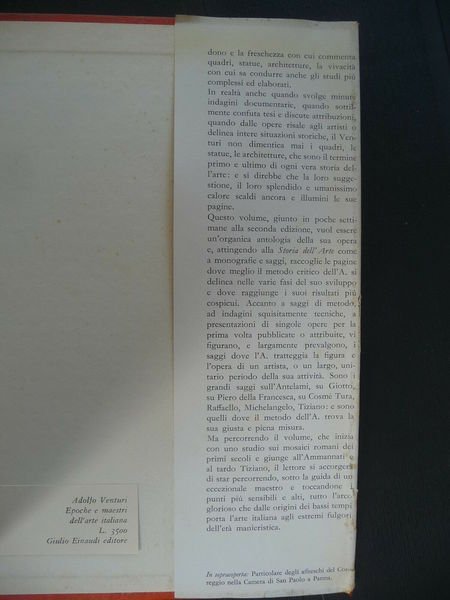 dono e la freschezza con cui commenta
quadri, statue, architetture, la vivacità
con cui sa condurre anche gli studi più
complessi ed elaborati.
In realtà anche quando svolge minute
indagini documentarie, quando sottil-
mente confuta tesi e discute attribuzioni,
quando dalle opere risale agli artisti o
delinea intere situazioni storiche, il Ven-
turi non dimentica mai i quadri, le
statue, le architetture, che sono il termine
primo e ultimo di ogni vera storia del-
l'arte: e si direbbe che la loro sugge-
stione, il loro splendido e umanissimo
calore scaldi ancora e illumini le sue
pagine.
Questo volume, giunto in poche setti-
mane alla seconda edizione, vuol essere
un'organica antologia della sua opera
e, attingendo alla Storia dell'Arte come
a monografie e saggi, raccoglie le pagine
dove meglio il metodo critico dell'A. si
delinea nelle varie fasi del suo sviluppo
e dove raggiunge i suoi risultati più
cospicui. Accanto a saggi di metodo,
ad indagini squisitamente tecniche, a
presentazioni di singole opere per la
prima volta pubblicate o attribuite, vi
figurano, e largamente prevalgono, i
saggi dove l'A. tratteggia la figura e
l'opera di un artista, o un largo, uni-
tario periodo della sua attività. Sono i
grandi saggi sull'Antelami, su Giotto,
su Piero della Francesca, su Cosmè Tura,
Raffaello, Michelangelo, Tiziano: e sono
quelli dove il metodo dell'A. trova la
sua giusta e piena misura.
Ma percorrendo il volume, che inizia
con uno studio sui mosaici romani dei
primi secoli e giunge all'Ammannati e
al tardo Tiziano, il lettore si accorgerà
di star percorrendo, sotto la guida di un
eccezionale maestro e toccandone i
punti più sensibili e alti, tutto l'arco
glorioso che dalle origini dei bassi tempi
porta l'arte italiana agli estremi fulgori
dell'età manieristica.
In sopraccoperta: Particolare degli affreschi del Cor-
reggio nella Camera di San Paolo a Parma.
Adolfo Venturi
Epoche e maestri
dell'arte italiana
L. 3500
Giulio Einaudi editore